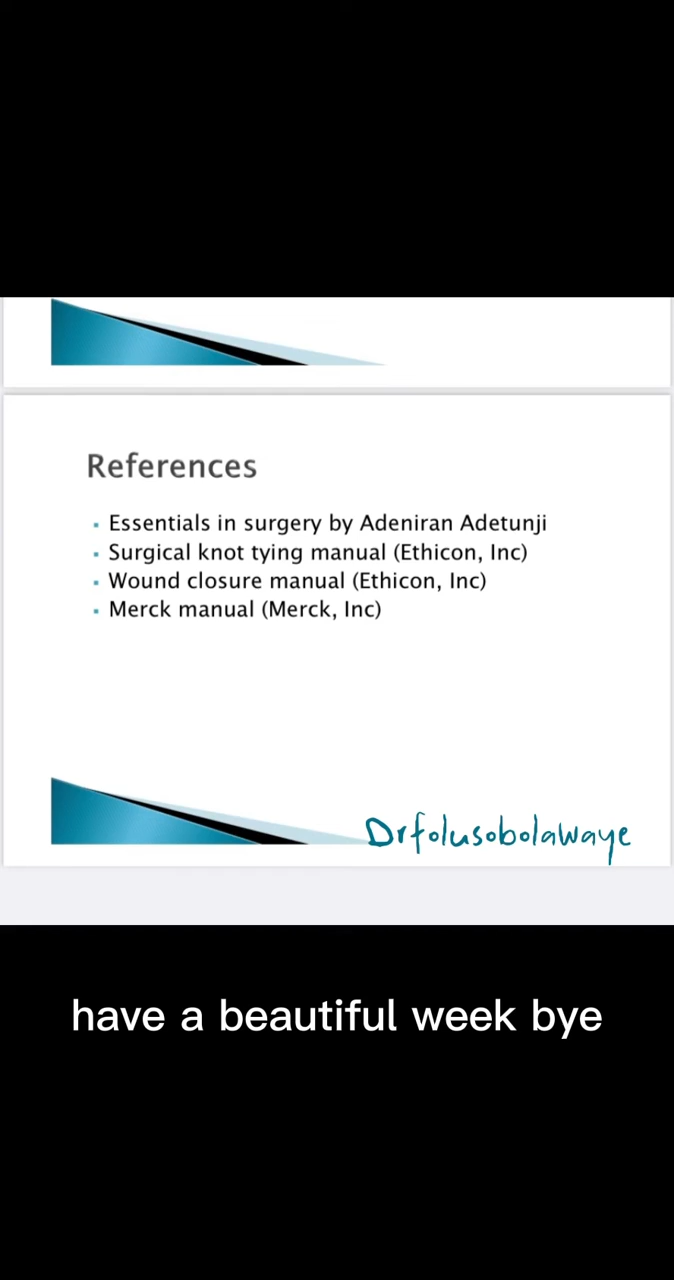 References
▪ Essentials in surgery by Adeniran Adetunji
▪ Surgical knot tying manual (Ethicon, Inc)
▪ Wound closure manual (Ethicon, Inc)
▪ Merck manual (Merck, Inc)
Drfolusobolawaye
have a beautiful week bye